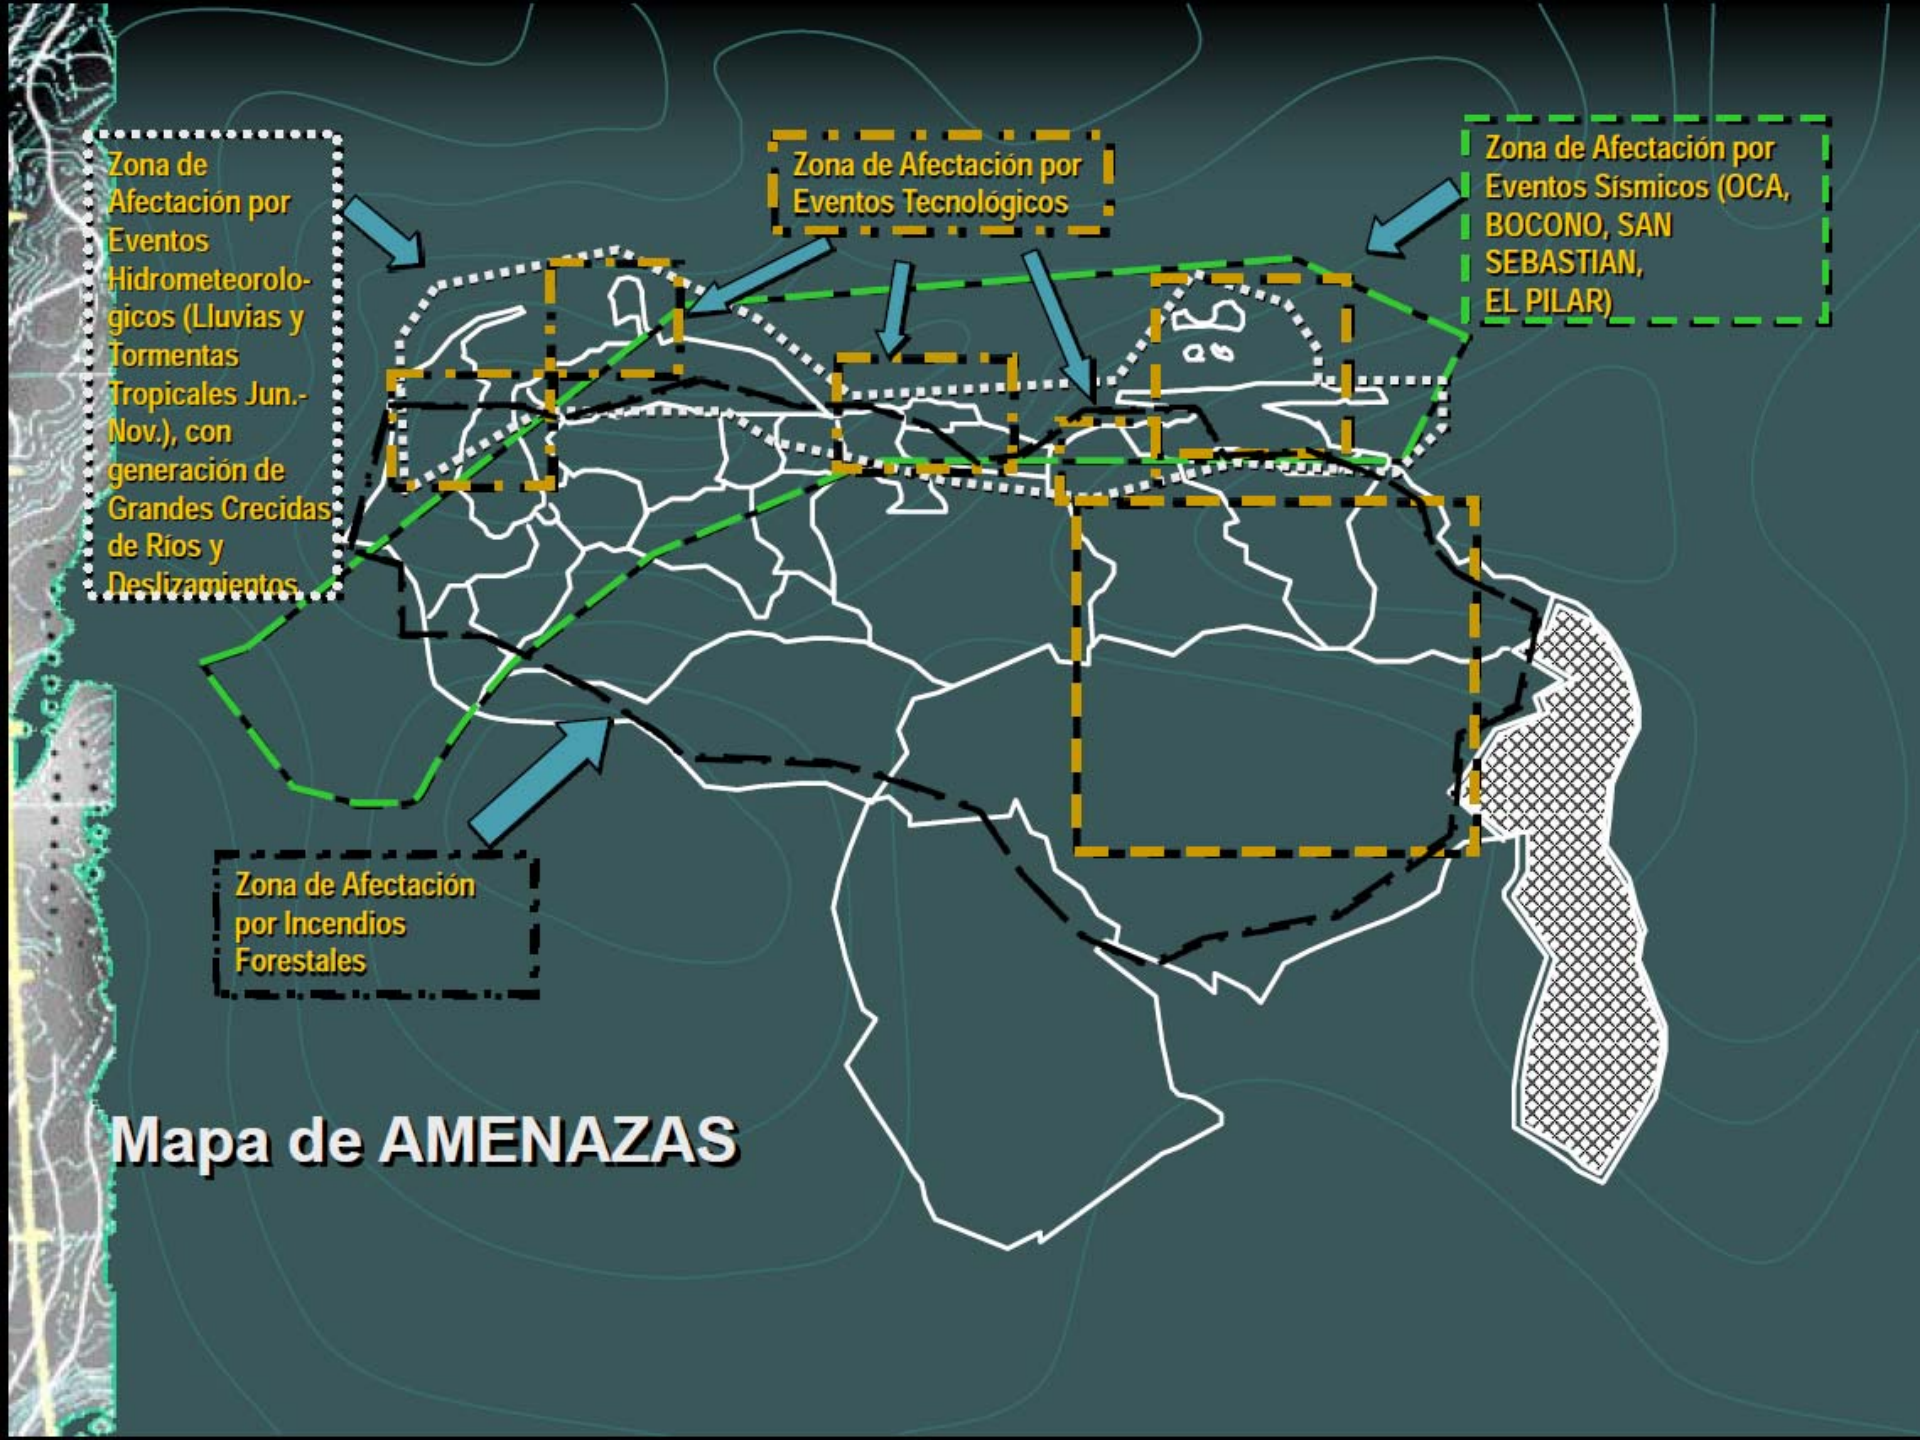 Zona de
Afectación por
Eventos
Hidrometeorolo-
gicos (Lluvias y
Tormentas
Tropicales Jun.-
Nov.), con
generación de
Grandes Crecidas
de Ríos y
Deslizamientos
Zona de Afectación por
Eventos Tecnológicos
Zona de Afectación por
Eventos Sísmicos (OCA,
BOCONO, SAN
SEBASTIAN,
EL PILAR)
Zona de Afectación
por Incendios
Forestales
Mapa de AMENAZAS